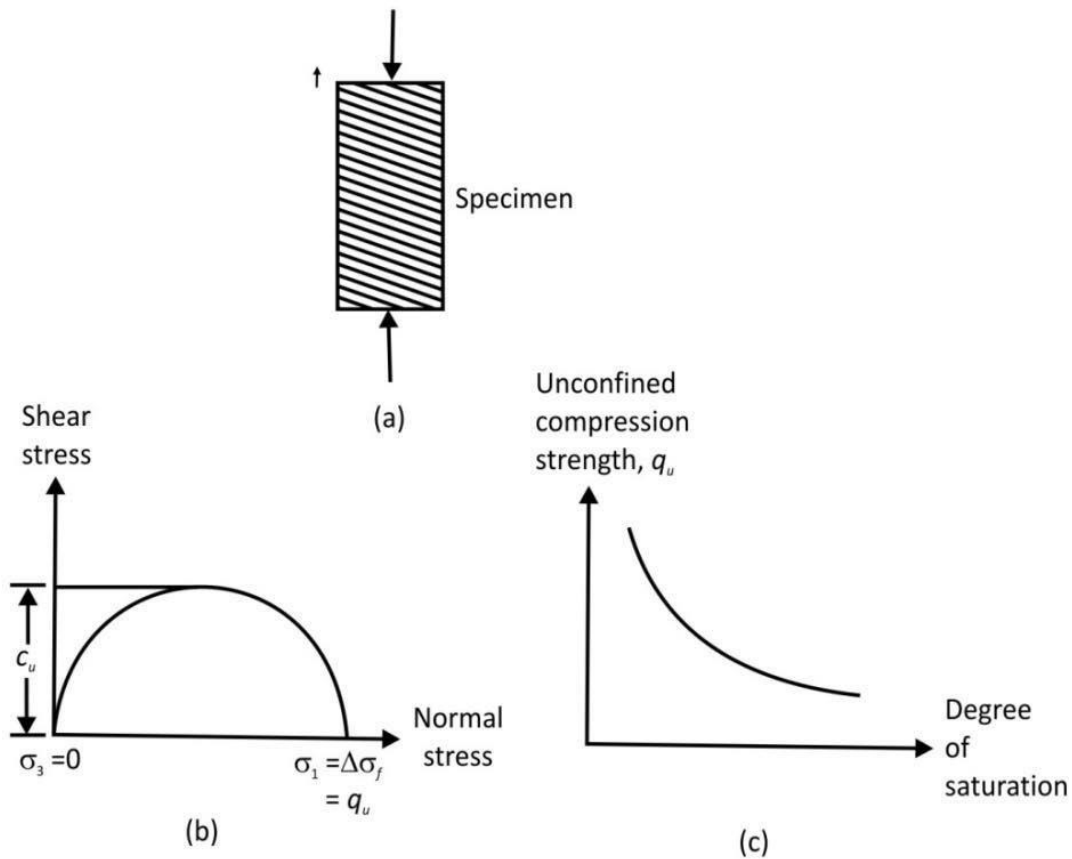 Specimen
(a)
Shear
stress
c_u
σ_3 =0
σ_1 =Δσ_f
= q_u
Normal
stress
(b)
Unconfined
compression
strength, q_u
Degree
of
saturation
(c)